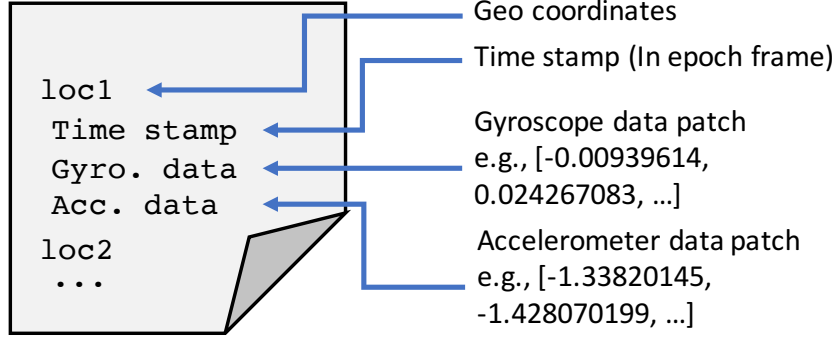 Geo coordinates
Time stamp (In epoch frame)
loc1
Time stamp
Gyro. data
Acc. data
loc2
...
Gyroscope data patch
e.g., [-0.00939614,
0.024267083, …]
Accelerometer data patch
e.g., [-1.33820145,
-1.428070199, …]